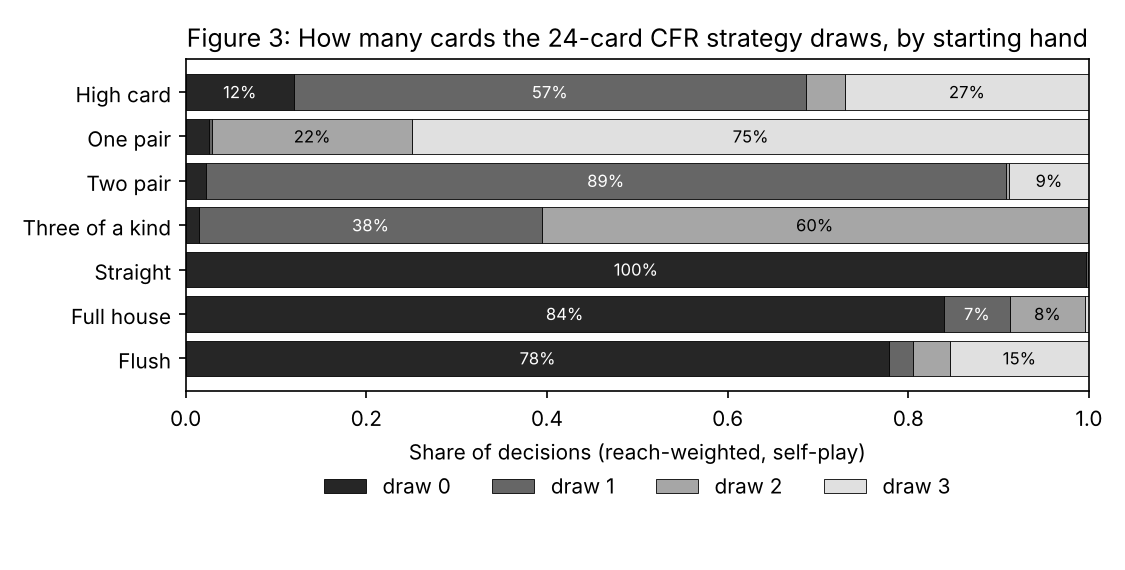 Figure 3: How many cards the 24-card CFR strategy draws, by starting hand
High card 12% 57% 27%
One pair 22% 75%
Two pair 89% 9%
Three of a kind 38% 60%
Straight 100%
Full house 84% 7% 8%
Flush 78% 15%
0.0 0.2 0.4 0.6 0.8 1.0
Share of decisions (reach-weighted, self-play)
draw 0 draw 1 draw 2 draw 3